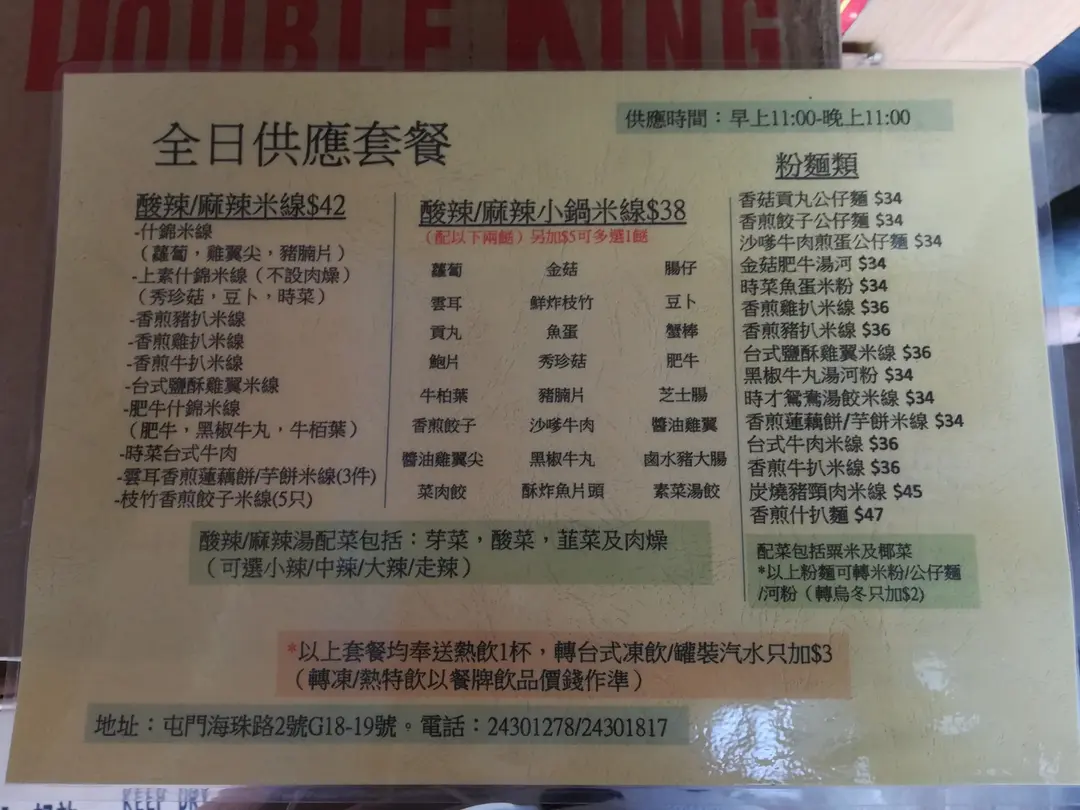 DOUBLE KING
全日供應套餐
供應時間：早上11:00-晚上11:00
酸辣/麻辣米線$42
-什錦米線
（蘿蔔，雞翼尖，豬腩片）
-上素什錦米線（不設肉燥）
（秀珍菇，豆卜，時菜）
-香煎豬扒米線
-香煎雞扒米線
-香煎牛扒米線
-台式鹽酥雞翼米線
-肥牛什錦米線
（肥牛，黑椒牛丸，牛栢葉）
-時菜台式牛肉
-雲耳香煎蓮藕餅/芋餅米線(3件)
-枝竹香煎餃子米線(5只)
酸辣/麻辣小鍋米線$38
（配以下兩餸）另加$5可多選1餸
蘿蔔 金菇 腸仔
雲耳 鮮炸枝竹 豆卜
貢丸 魚蛋 蟹棒
鮑片 秀珍菇 肥牛
牛柏葉 豬腩片 芝士腸
香煎餃子 沙嗲牛肉 醬油雞翼
醬油雞翼尖 黑椒牛丸 鹵水豬大腸
菜肉餃 酥炸魚片頭 素菜湯餃
粉麵類
香菇貢丸公仔麵 $34
香煎餃子公仔麵 $34
沙嗲牛肉煎蛋公仔麵 $34
金菇肥牛湯河 $34
時菜魚蛋米粉 $34
香煎雞扒米線 $36
香煎豬扒米線 $36
台式鹽酥雞翼米線 $36
黑椒牛丸湯河粉 $34
時才鴛鴦湯餃米線 $34
香煎蓮藕餅/芋餅米線 $34
台式牛肉米線 $36
香煎牛扒米線 $36
炭燒豬頸肉米線 $45
香煎什扒麵 $47
酸辣/麻辣湯配菜包括：芽菜，酸菜，韮菜及肉燥
（可選小辣/中辣/大辣/走辣）
配菜包括粟米及椰菜
*以上粉麵可轉米粉/公仔麵
/河粉（轉烏冬只加$2)
*以上套餐均奉送熱飲1杯，轉台式凍飲/罐裝汽水只加$3
（轉凍/熱特飲以餐牌飲品價錢作準）
地址：屯門海珠路2號G18-19號。電話：24301278/24301817
KEEP DRY